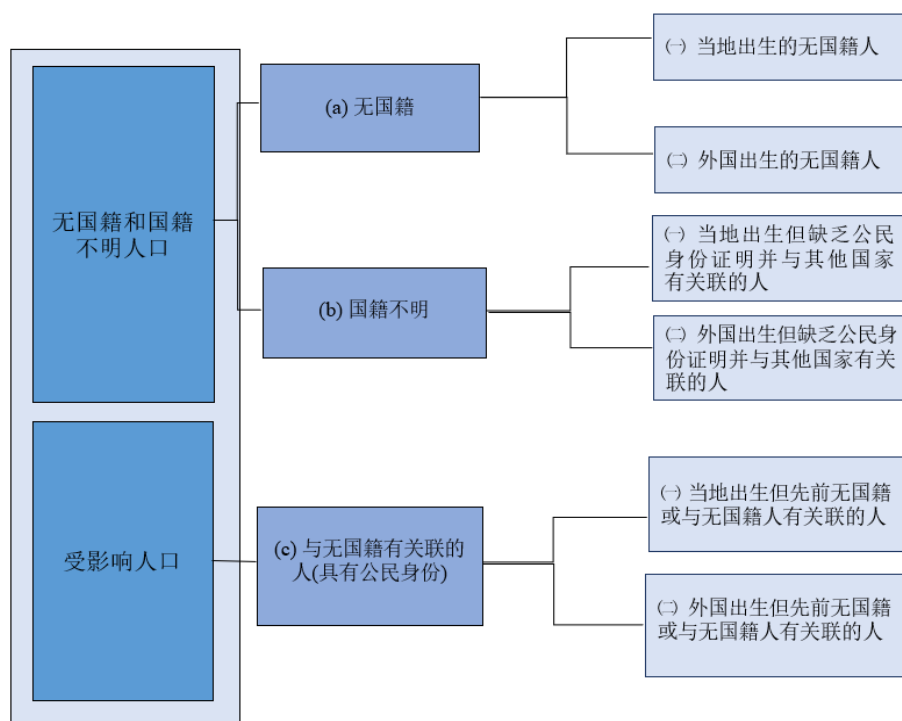 无国籍和国籍
不明人口
(a) 无国籍
㈠ 当地出生的无国籍人
㈡ 外国出生的无国籍人
(b) 国籍不明
㈠ 当地出生但缺乏公民
身份证明并与其他国家
有关联的人
㈡ 外国出生但缺乏公民身
份证明并与其他国家有关
联的人
受影响人口
(c) 与无国籍有关联的
人(具有公民身份)
㈠ 当地出生但先前无国籍
或与无国籍人有关联的人
㈡ 外国出生但先前无国籍
或与无国籍人有关联的人